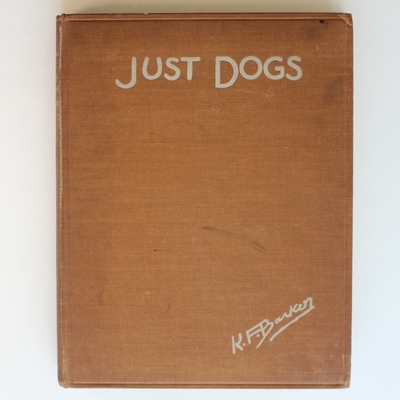 JUST DOGS
K. F. Barker